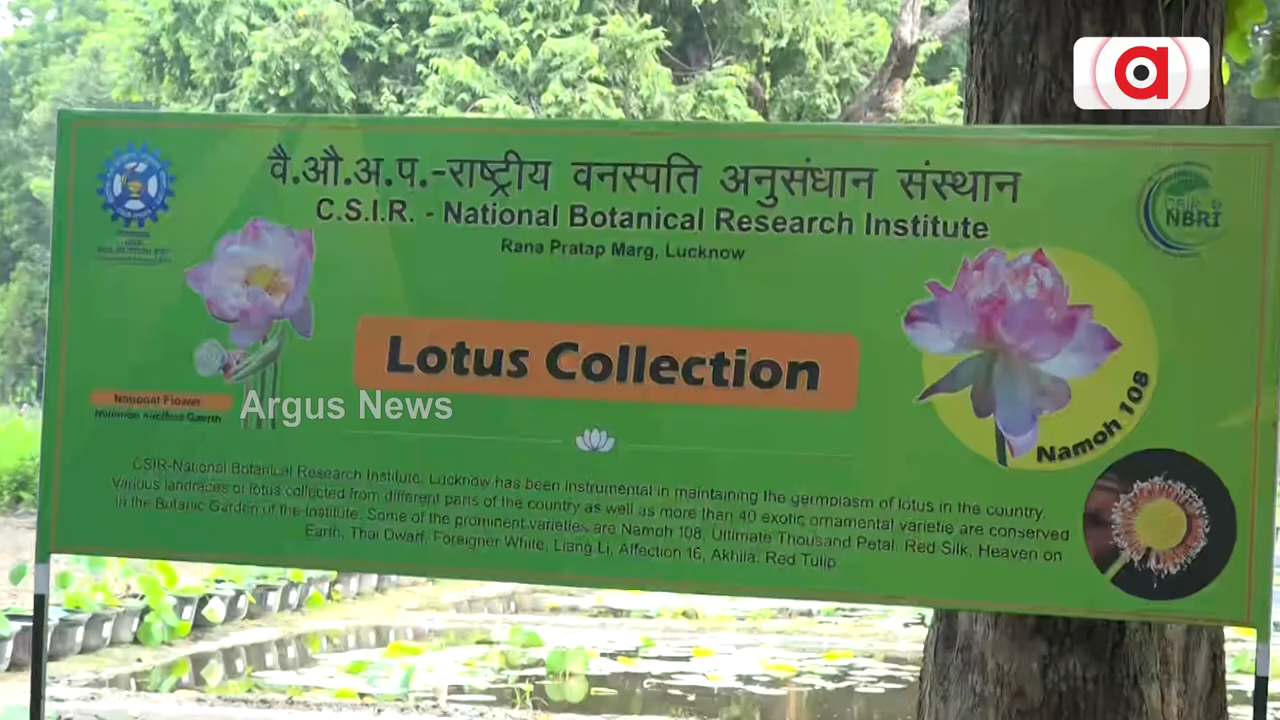 वै.औ.अ.प.-राष्ट्रीय वनस्पति अनुसंधान संस्थान
C.S.I.R. - National Botanical Research Institute
Rana Pratap Marg, Lucknow
CSIR
NBRI
Lotus Collection
National Flower
Namoh 108
Argus News
a
CSIR-National Botanical Research Institute, Lucknow has been instrumental in maintaining the germplasm of lotus in the country.
Various landraces of lotus collected from different parts of the country as well as more than 40 exotic ornamental varietie are conserved
in the Botanic Garden of the Institute. Some of the prominent varieties are Namoh 108, Ultimate Thousand Petal, Red Silk, Heaven on
Earth, Thai Dwarf, Foreigner White, Liang Li, Affection 16, Akhila, Red Tulip.